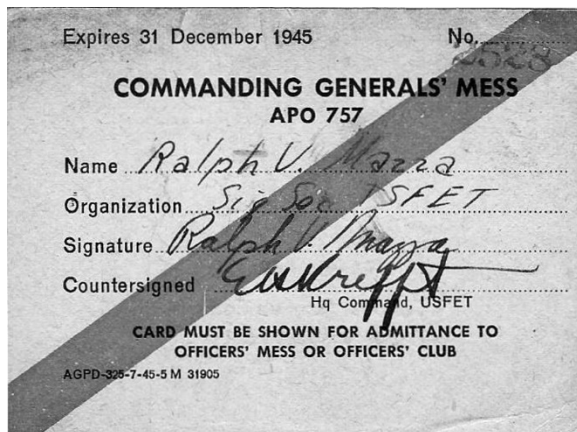 Expires 31 December 1945 No. 2528
COMMANDING GENERALS' MESS
APO 757
Name Ralph V. Mazza
Organization Sig Sec USFET
Signature Ralph V. Mazza
Countersigned
Hq Command, USFET
CARD MUST BE SHOWN FOR ADMITTANCE TO
OFFICERS' MESS OR OFFICERS' CLUB
AGPD-325-7-45-5 M 31905